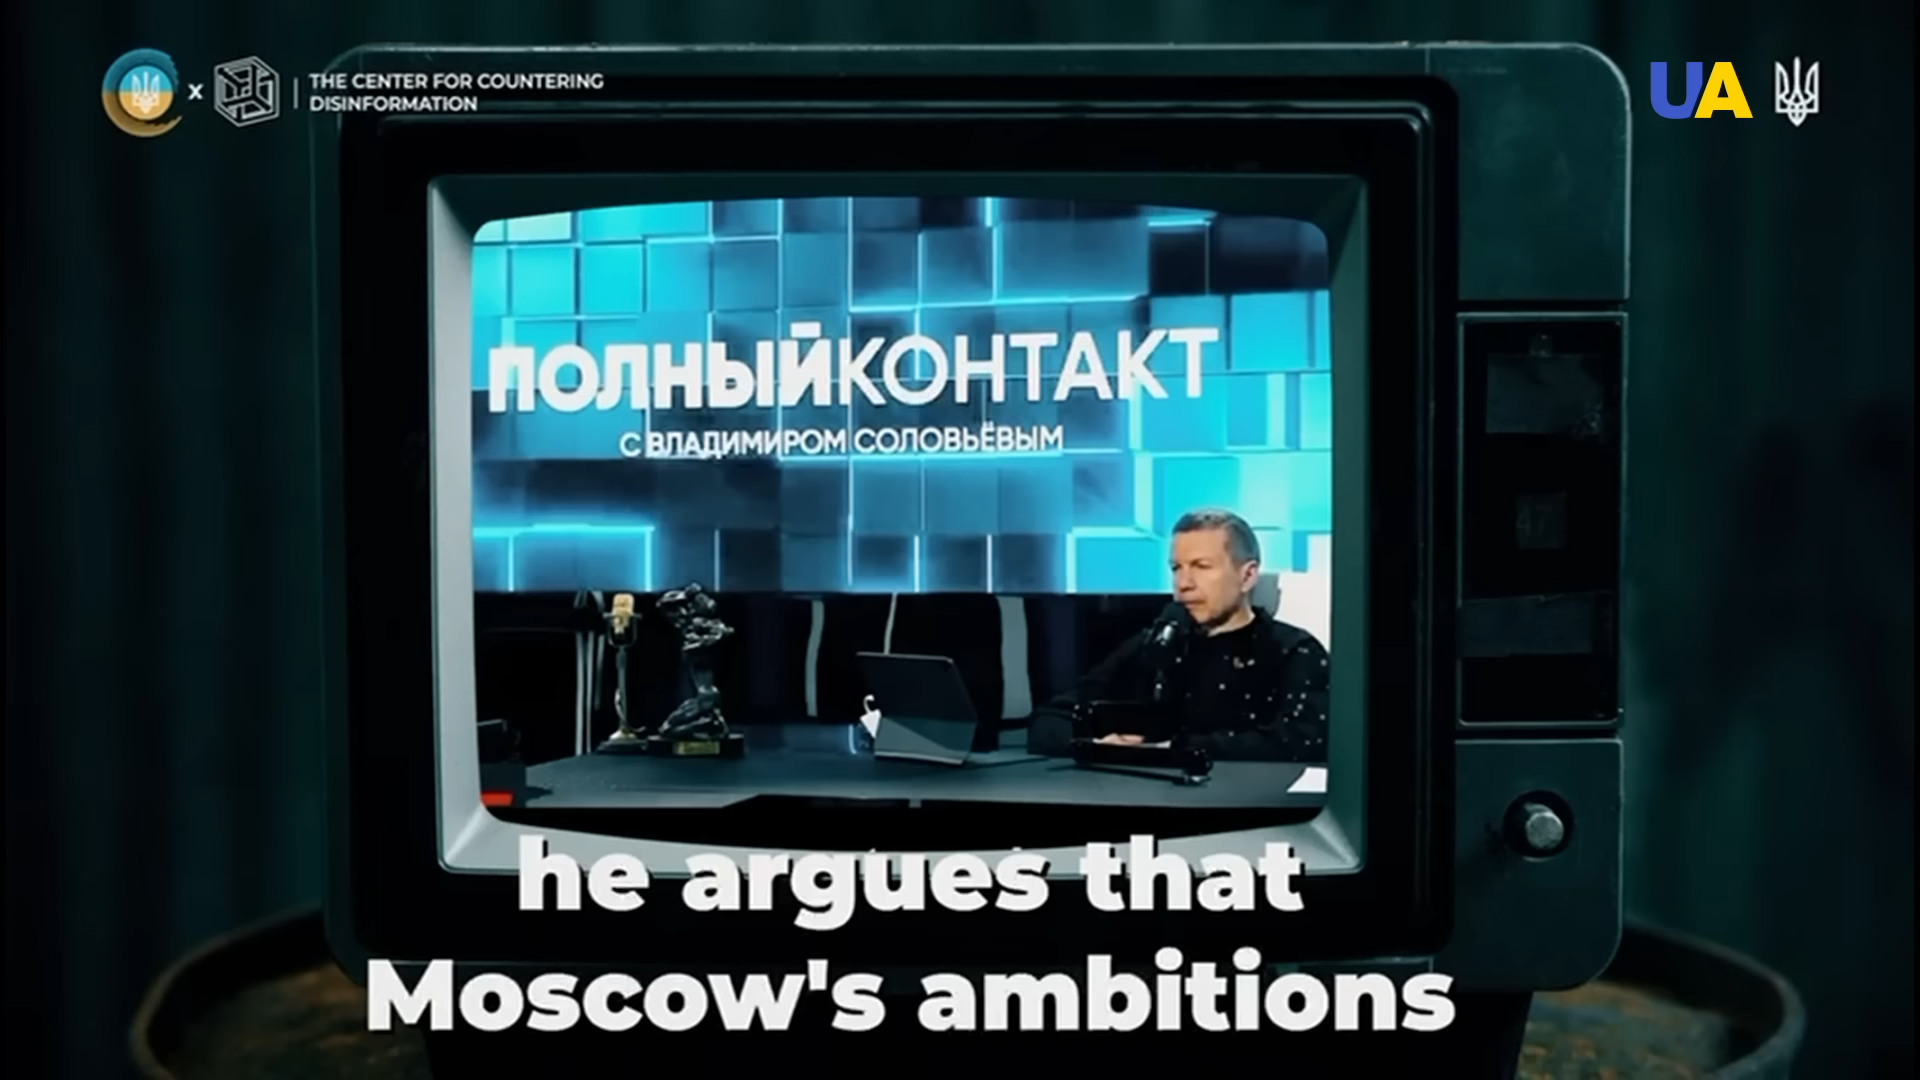 x
THE CENTER FOR COUNTERING
DISINFORMATION
UA
ПОЛНЫЙКОНТАКТ
С ВЛАДИМИРОМ СОЛОВЬЁВЫМ
he argues that
Moscow's ambitions